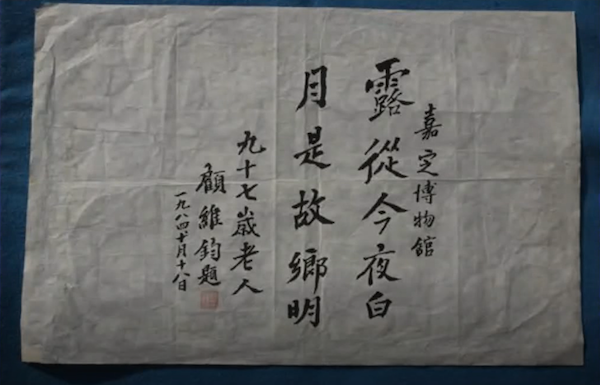 嘉定博物館
露從今夜白
月是故鄉明
九十七歲老人
顧維鈞題
一九八四十月十八日